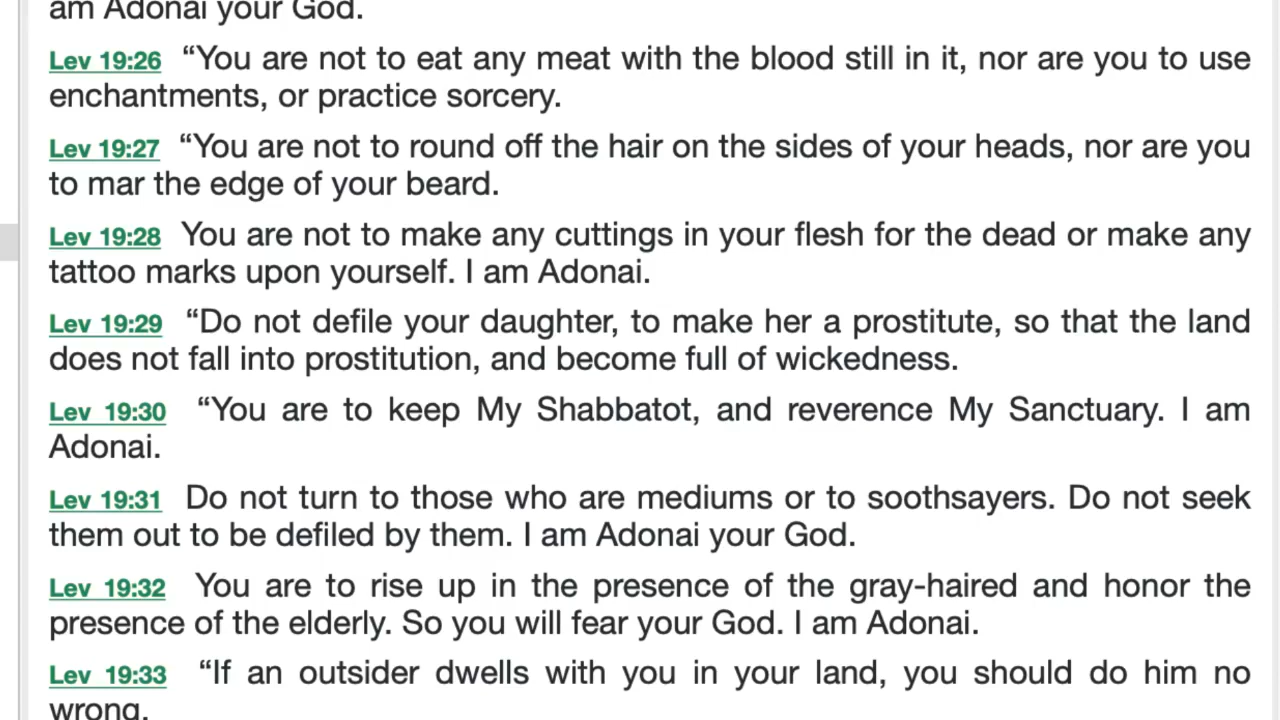 am Adonai your God.
Lev 19:26 “You are not to eat any meat with the blood still in it, nor are you to use
enchantments, or practice sorcery.
Lev 19:27 “You are not to round off the hair on the sides of your heads, nor are you
to mar the edge of your beard.
Lev 19:28 You are not to make any cuttings in your flesh for the dead or make any
tattoo marks upon yourself. I am Adonai.
Lev 19:29 “Do not defile your daughter, to make her a prostitute, so that the land
does not fall into prostitution, and become full of wickedness.
Lev 19:30 “You are to keep My Shabbatot, and reverence My Sanctuary. I am
Adonai.
Lev 19:31 Do not turn to those who are mediums or to soothsayers. Do not seek
them out to be defiled by them. I am Adonai your God.
Lev 19:32 You are to rise up in the presence of the gray-haired and honor the
presence of the elderly. So you will fear your God. I am Adonai.
Lev 19:33 “If an outsider dwells with you in your land, you should do him no
wrong.